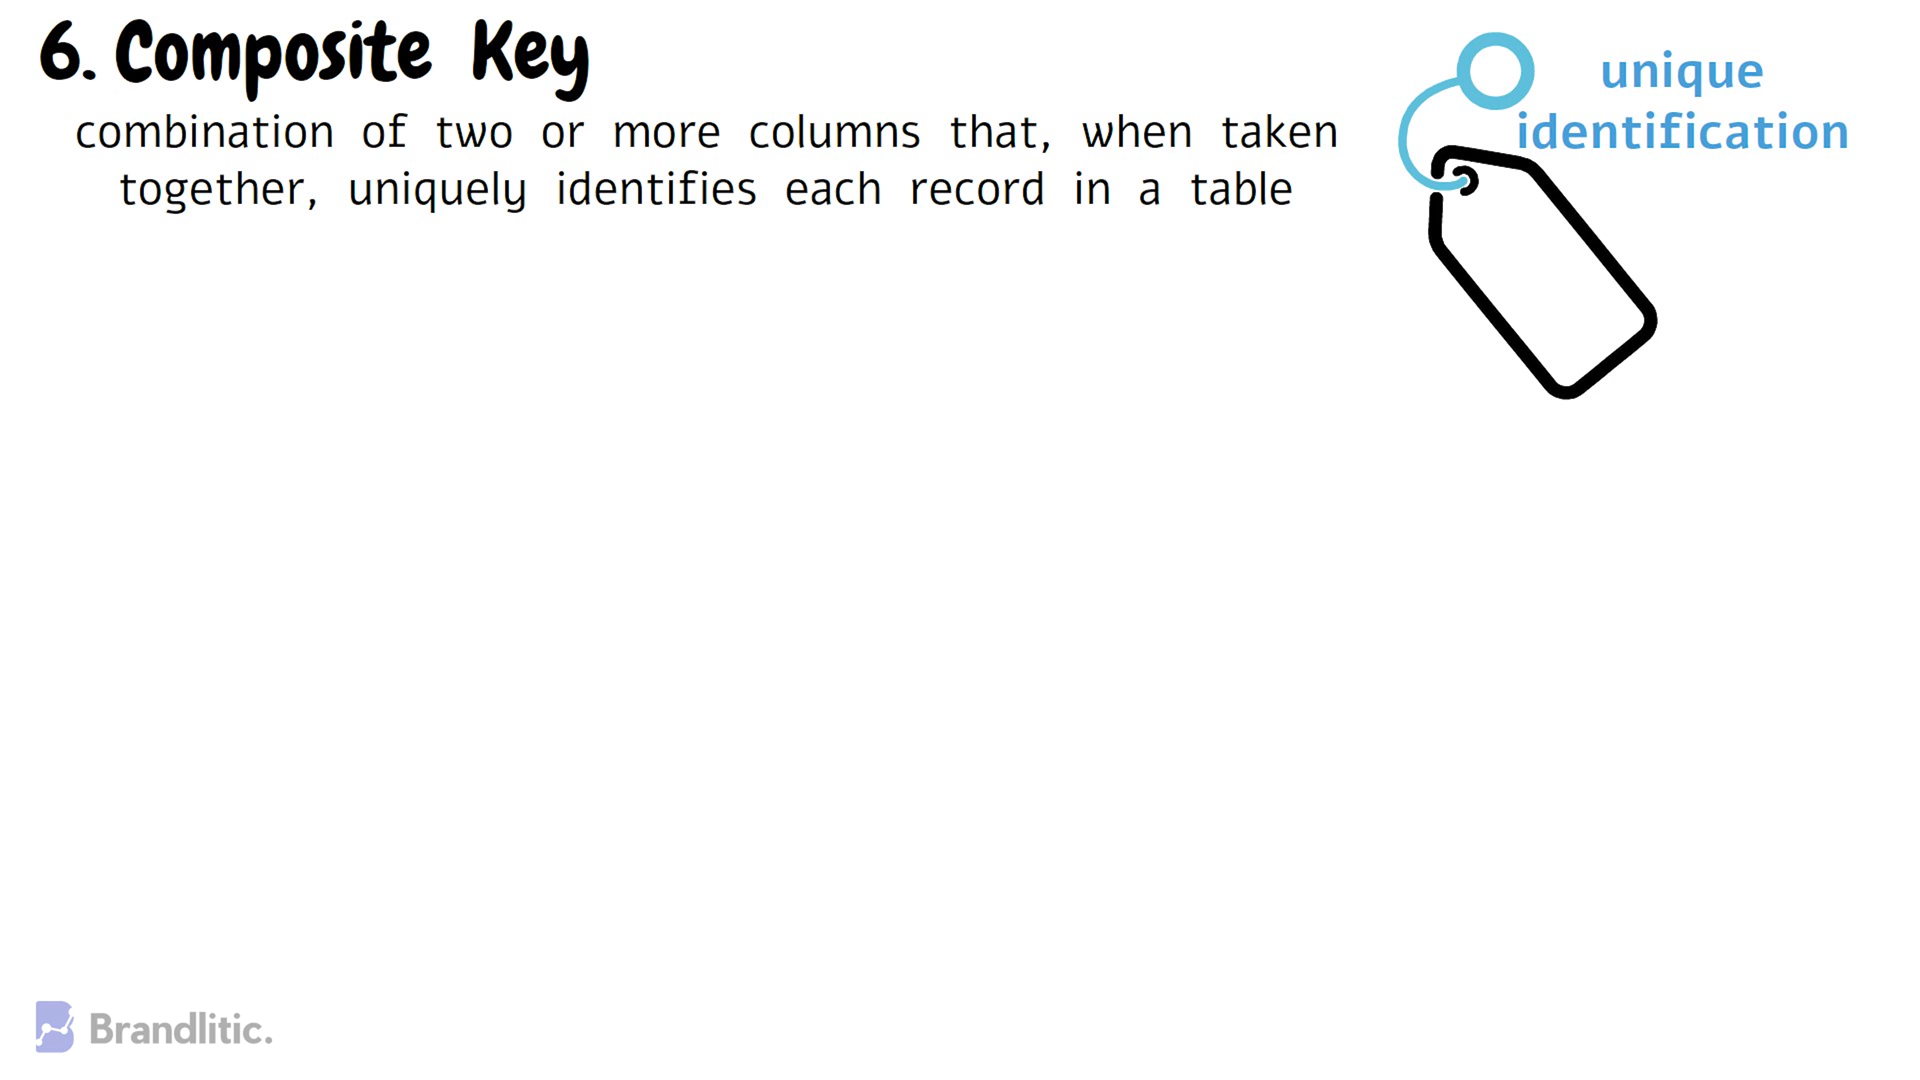 6. Composite Key
combination of two or more columns that, when taken
together, uniquely identifies each record in a table
unique
identification
Brandlitic.